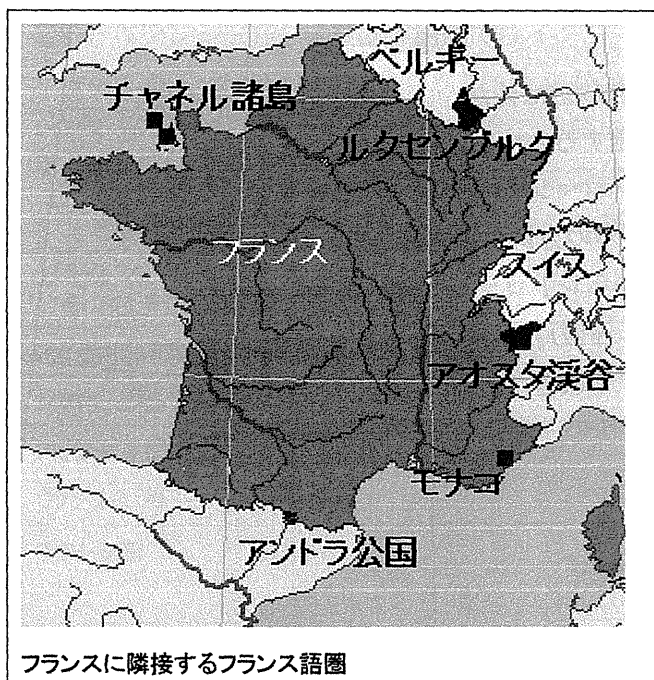 ベルギー
チャネル諸島
ルクセンブルク
フランス
スイス
アオスタ渓谷
モナコ
アンドラ公国
フランスに隣接するフランス語圏